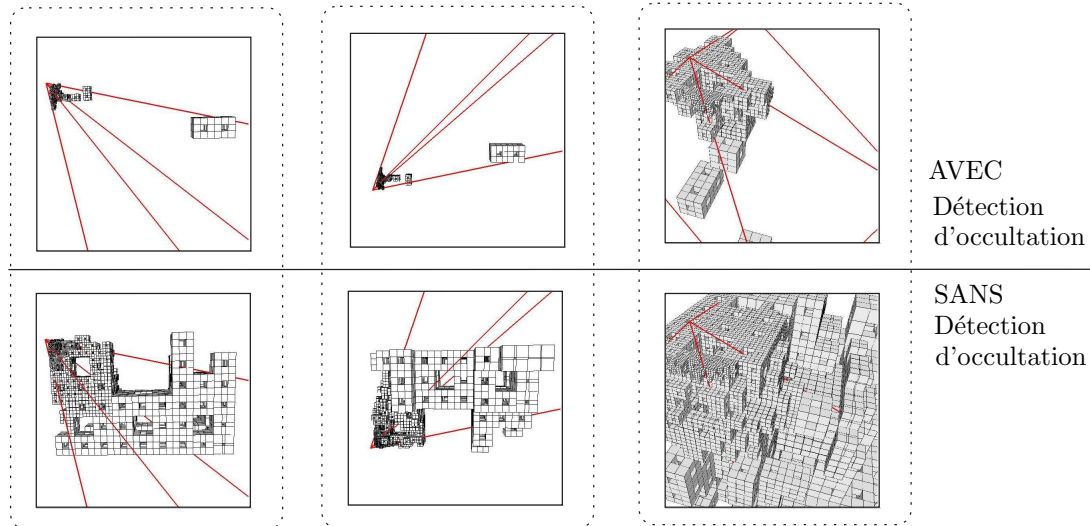 AVEC
Détection
d'occultation
SANS
Détection
d'occultation